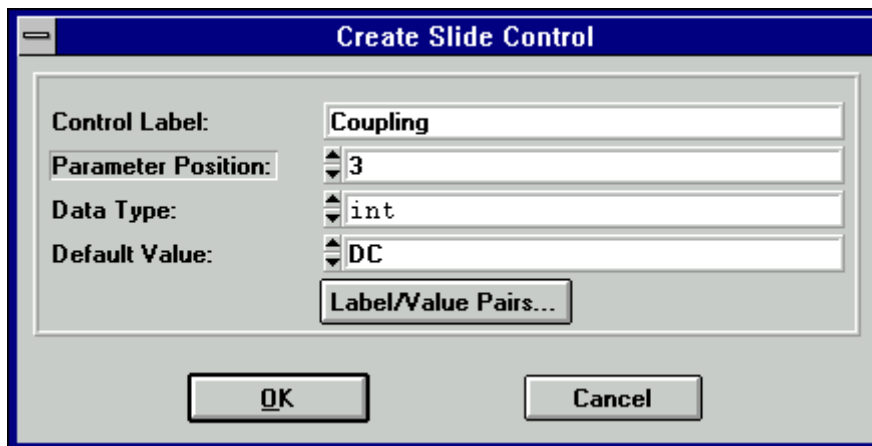 Create Slide Control
Control Label: Coupling
Parameter Position: 3
Data Type: int
Default Value: DC
Label/Value Pairs...
OK Cancel